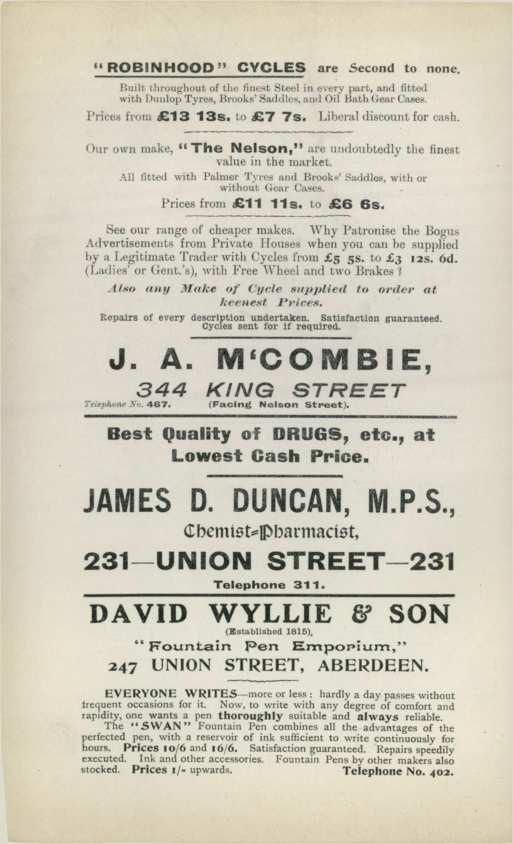 "ROBINHOOD" CYCLES are Second to none.
Built throughout of the finest Steel in every part, and fitted
with Dunlop Tyres, Brooks' Saddles, and Oil Bath Gear Cases.
Prices from £13 13s. to £7 7s. Liberal discount for cash.
Our own make, "The Nelson," are undoubtedly the finest
value in the market.
All fitted with Palmer Tyres and Brooks' Saddles, with or
without Gear Cases.
Prices from £11 11s. to £6 6s.
See our range of cheaper makes. Why Patronise the Bogus
Advertisements from Private Houses when you can be supplied
by a Legitimate Trader with Cycles from £5 5s. to £3 12s. 6d.
(Ladies' or Gent.'s), with Free Wheel and two Brakes?
Also any Make of Cycle supplied to order at
keenest Prices.
Repairs of every description undertaken. Satisfaction guaranteed.
Cycles sent for if required.
J. A. M'COMBIE,
344 KING STREET
Telephone No. 467. (Facing Nelson Street).
Best Quality of DRUGS, etc., at
Lowest Cash Price.
JAMES D. DUNCAN, M.P.S.,
Chemist=Pharmacist,
231—UNION STREET—231
Telephone 311.
DAVID WYLLIE & SON
(Established 1815),
"Fountain Pen Emporium,"
247 UNION STREET, ABERDEEN.
EVERYONE WRITES—more or less: hardly a day passes without
frequent occasions for it. Now, to write with any degree of comfort and
rapidity, one wants a pen thoroughly suitable and always reliable.
The "SWAN" Fountain Pen combines all the advantages of the
perfected pen, with a reservoir of ink sufficient to write continuously for
hours. Prices 10/6 and 16/6. Satisfaction guaranteed. Repairs speedily
executed. Ink and other accessories. Fountain Pens by other makers also
stocked. Prices 1/- upwards. Telephone No. 402.